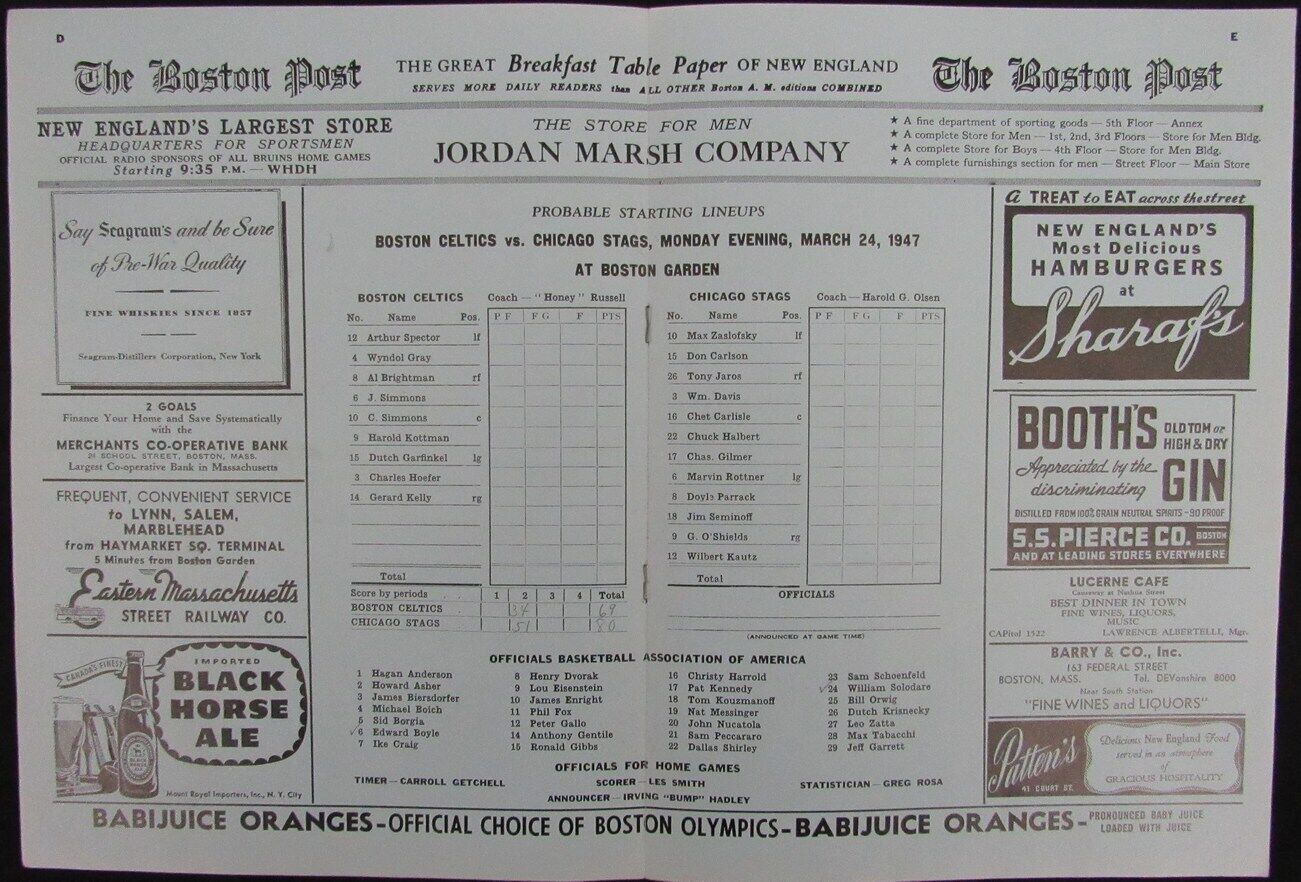 D
E
The Boston Post
THE GREAT Breakfast Table Paper OF NEW ENGLAND
SERVES MORE DAILY READERS than ALL OTHER Boston A. M. editions COMBINED
The Boston Post
NEW ENGLAND'S LARGEST STORE
HEADQUARTERS FOR SPORTSMEN
OFFICIAL RADIO SPONSORS OF ALL BRUINS HOME GAMES
Starting 9:35 P.M. — WHDH
THE STORE FOR MEN
JORDAN MARSH COMPANY
★ A fine department of sporting goods — 5th Floor — Annex
★ A complete Store for Men — 1st, 2nd, 3rd Floors — Store for Men Bldg.
★ A complete Store for Boys — 4th Floor — Store for Men Bldg.
★ A complete furnishings section for men — Street Floor — Main Store
Say Seagram's and be Sure
of Pre-War Quality
FINE WHISKIES SINCE 1857
Seagram-Distillers Corporation, New York
2 GOALS
Finance Your Home and Save Systematically
with the
MERCHANTS CO-OPERATIVE BANK
24 SCHOOL STREET, BOSTON, MASS.
Largest Co-operative Bank in Massachusetts
FREQUENT, CONVENIENT SERVICE
to LYNN, SALEM,
MARBLEHEAD
from HAYMARKET SQ. TERMINAL
5 Minutes from Boston Garden
Eastern Massachusetts
STREET RAILWAY CO.
CANADA'S FINEST
IMPORTED
BLACK
HORSE
ALE
Mount Royal Importers, Inc., N. Y. City
PROBABLE STARTING LINEUPS
BOSTON CELTICS vs. CHICAGO STAGS, MONDAY EVENING, MARCH 24, 1947
AT BOSTON GARDEN
BOSTON CELTICS Coach — "Honey" Russell
No. Name Pos. P F F G F PTS
12 Arthur Spector lf
4 Wyndol Gray
8 Al Brightman rf
6 J. Simmons
10 C. Simmons c
9 Harold Kottman
15 Dutch Garfinkel lg
3 Charles Hoefer
14 Gerard Kelly rg
Total
CHICAGO STAGS Coach — Harold G. Olsen
No. Name Pos. P F F G F PTS
10 Max Zaslofsky lf
15 Don Carlson
26 Tony Jaros rf
3 Wm. Davis
16 Chet Carlisle c
22 Chuck Halbert
17 Chas. Gilmer
6 Marvin Rottner lg
8 Doyle Parrack
18 Jim Seminoff
9 G. O'Shields rg
12 Wilbert Kautz
Total
Score by periods 1 2 3 4 Total
BOSTON CELTICS 34 69
CHICAGO STAGS 51 80
OFFICIALS
(ANNOUNCED AT GAME TIME)
OFFICIALS BASKETBALL ASSOCIATION OF AMERICA
1 Hagan Anderson
2 Howard Asher
3 James Biersdorfer
4 Michael Boich
5 Sid Borgia
✓6 Edward Boyle
7 Ike Craig
8 Henry Dvorak
9 Lou Eisenstein
10 James Enright
11 Phil Fox
12 Peter Gallo
14 Anthony Gentile
15 Ronald Gibbs
16 Christy Harrold
17 Pat Kennedy
18 Tom Kouzmanoff
19 Nat Messinger
20 John Nucatola
21 Sam Peccararo
22 Dallas Shirley
23 Sam Schoenfeld
✓24 William Solodare
25 Bill Orwig
26 Dutch Krisnecky
27 Leo Zatta
28 Max Tabacchi
29 Jeff Garrett
OFFICIALS FOR HOME GAMES
TIMER — CARROLL GETCHELL SCORER — LES SMITH STATISTICIAN — GREG ROSA
ANNOUNCER — IRVING "BUMP" HADLEY
A TREAT to EAT across the street
NEW ENGLAND'S
Most Delicious
HAMBURGERS
at
Sharaf's
BOOTH'S OLD TOM or
HIGH & DRY
Appreciated by the
discriminating GIN
DISTILLED FROM 100% GRAIN NEUTRAL SPIRITS - 90 PROOF
S.S. PIERCE CO. BOSTON
AND AT LEADING STORES EVERYWHERE
LUCERNE CAFE
Causeway at Nashua Street
BEST DINNER IN TOWN
FINE WINES, LIQUORS,
MUSIC
CAPitol 1522 LAWRENCE ALBERTELLI, Mgr.
BARRY & CO., Inc.
163 FEDERAL STREET
BOSTON, MASS. Tel. DEVonshire 8000
Near South Station
"FINE WINES and LIQUORS"
Patten's
41 COURT ST.
Delicious New England Food
served in an atmosphere
of
GRACIOUS HOSPITALITY
BABIJUICE ORANGES-OFFICIAL CHOICE OF BOSTON OLYMPICS-BABIJUICE ORANGES- PRONOUNCED BABY JUICE
LOADED WITH JUICE